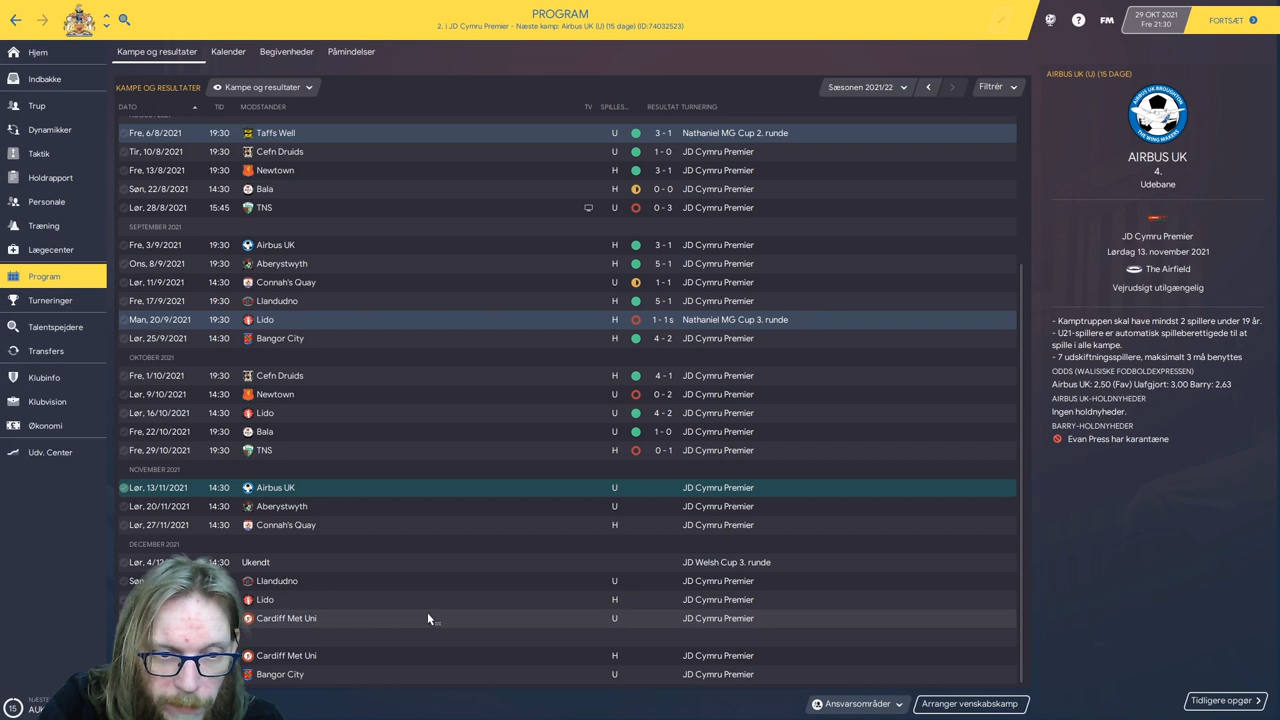 PROGRAM
2. i JD Cymru Premier - Næste kamp: Airbus UK (U) (15 dage) (ID:74032523)
FM
29 OKT 2021
Fre 21:30
FORTSÆT
Hjem
Indbakke
Trup
Dynamikker
Taktik
Holdrapport
Personale
Træning
Lægecenter
Program
Turneringer
Talentspejdere
Transfers
Klubinfo
Klubvision
Økonomi
Udv. Center
Kampe og resultater Kalender Begivenheder Påmindelser
KAMPE OG RESULTATER Kampe og resultater Sæsonen 2021/22 Filtrér
DATO TID MODSTANDER TV SPILLES... RESULTAT TURNERING
Fre, 6/8/2021 19:30 Taffs Well U 3 - 1 Nathaniel MG Cup 2. runde
Tir, 10/8/2021 19:30 Cefn Druids U 1 - 0 JD Cymru Premier
Fre, 13/8/2021 19:30 Newtown H 3 - 1 JD Cymru Premier
Søn, 22/8/2021 14:30 Bala H 0 - 0 JD Cymru Premier
Lør, 28/8/2021 15:45 TNS U 0 - 3 JD Cymru Premier
SEPTEMBER 2021
Fre, 3/9/2021 19:30 Airbus UK H 3 - 1 JD Cymru Premier
Ons, 8/9/2021 19:30 Aberystwyth H 5 - 1 JD Cymru Premier
Lør, 11/9/2021 14:30 Connah's Quay U 1 - 1 JD Cymru Premier
Fre, 17/9/2021 19:30 Llandudno H 5 - 1 JD Cymru Premier
Man, 20/9/2021 19:30 Lido H 1 - 1 s Nathaniel MG Cup 3. runde
Lør, 25/9/2021 19:30 Bangor City H 4 - 2 JD Cymru Premier
OKTOBER 2021
Fre, 1/10/2021 19:30 Cefn Druids H 4 - 1 JD Cymru Premier
Lør, 9/10/2021 14:30 Newtown U 0 - 2 JD Cymru Premier
Lør, 16/10/2021 14:30 Lido U 4 - 2 JD Cymru Premier
Fre, 22/10/2021 19:30 Bala U 1 - 0 JD Cymru Premier
Fre, 29/10/2021 19:30 TNS H 0 - 1 JD Cymru Premier
NOVEMBER 2021
Lør, 13/11/2021 14:30 Airbus UK U JD Cymru Premier
Lør, 20/11/2021 14:30 Aberystwyth U JD Cymru Premier
Lør, 27/11/2021 14:30 Connah's Quay H JD Cymru Premier
DECEMBER 2021
Lør, 4/12 14:30 Ukendt JD Welsh Cup 3. runde
Søn Llandudno U JD Cymru Premier
Lido H JD Cymru Premier
Cardiff Met Uni U JD Cymru Premier
Cardiff Met Uni H JD Cymru Premier
Bangor City U JD Cymru Premier
15 NÆSTE
Ansvarsområder Arranger venskabskamp
AIRBUS UK (U) (15 DAGE)
AIRBUS UK BROUGHTON
THE WING MAKERS
AIRBUS UK
4.
Udebane
JD Cymru Premier
Lørdag 13. november 2021
The Airfield
Vejrudsigt utilgængelig
- Kamptruppen skal have mindst 2 spillere under 19 år.
- U21-spillere er automatisk spilleberettigede til at
spille i alle kampe.
- 7 udskiftningsspillere, maksimalt 3 må benyttes
ODDS (WALISISKE FODBOLDEXPRESSEN)
Airbus UK: 2,50 (Fav) Uafgjort: 3,00 Barry: 2,63
AIRBUS UK-HOLDNYHEDER
Ingen holdnyheder.
BARRY-HOLDNYHEDER
Evan Press har karantæne
Tidligere opgør